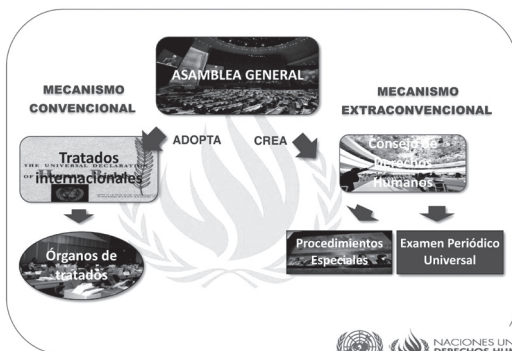 ASAMBLEA GENERAL
MECANISMO
CONVENCIONAL
MECANISMO
EXTRACONVENCIONAL
ADOPTA
CREA
Tratados
internacionales
THE UNIVERSAL DECLARATION
OF
Consejo de
Derechos
Humanos
Órganos de
tratados
Procedimientos
Especiales
Examen Periódico
Universal
NACIONES UN
DERECHOS HUM